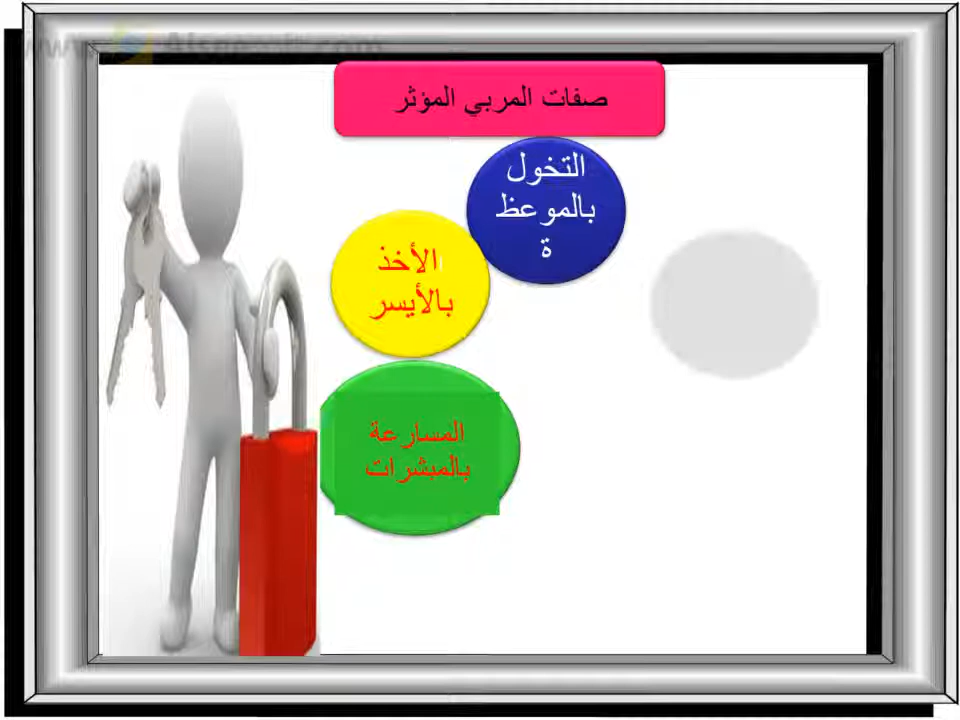 صفات المربي المؤثر
التخول
بالموعظ
ة
الأخذ
بالأيسر
المسارعة
بالمبشرات